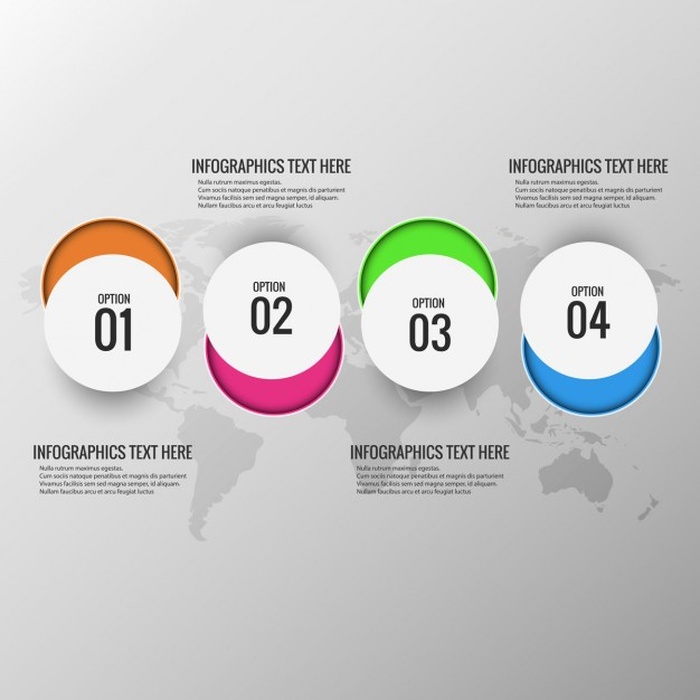 INFOGRAPHICS TEXT HERE
Nulla rutrum maximus egestas.
Cum sociis natoque penatibus et magnis dis parturient
Vivamus facilisis sem sed magna semper, id aliquam.
Nullam faucibus arcu et arcu feugiat luctus
INFOGRAPHICS TEXT HERE
Nulla rutrum maximus egestas.
Cum sociis natoque penatibus et magnis dis parturient
Vivamus facilisis sem sed magna semper, id aliquam.
Nullam faucibus arcu et arcu feugiat luctus
OPTION
01
OPTION
02
OPTION
03
OPTION
04
INFOGRAPHICS TEXT HERE
Nulla rutrum maximus egestas.
Cum sociis natoque penatibus et magnis dis parturient
Vivamus facilisis sem sed magna semper, id aliquam.
Nullam faucibus arcu et arcu feugiat luctus
INFOGRAPHICS TEXT HERE
Nulla rutrum maximus egestas.
Cum sociis natoque penatibus et magnis dis parturient
Vivamus facilisis sem sed magna semper, id aliquam.
Nullam faucibus arcu et arcu feugiat luctus